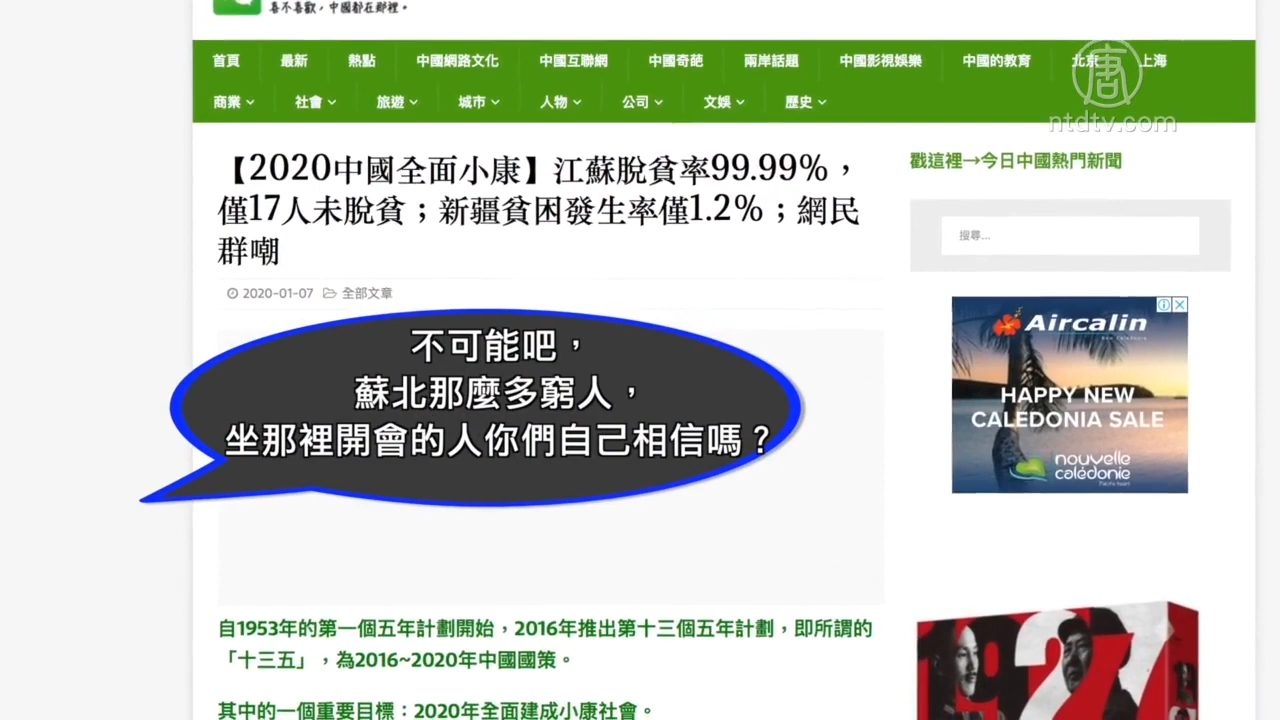 喜不喜歡，中國都在那裡。
首頁 最新 熱點 中國網路文化 中國互聯網 中國奇葩 兩岸話題 中國影視娛樂 中國的教育 北京 上海
商業 社會 旅遊 城市 人物 公司 文娛 歷史
唐
ntdtv.com
【2020中國全面小康】江蘇脫貧率99.99%，
僅17人未脫貧；新疆貧困發生率僅1.2%；網民
群嘲
2020-01-07 全部文章
戳這裡→今日中國熱門新聞
搜尋...
不可能吧，
蘇北那麼多窮人，
坐那裡開會的人你們自己相信嗎？
Aircalin
New Caledonia
HAPPY NEW
CALEDONIA SALE
nouvelle
calédonie
Pacific heart
自1953年的第一個五年計劃開始，2016年推出第十三個五年計劃，即所謂的
「十三五」，為2016~2020年中國國策。
其中的一個重要目標：2020年全面建成小康社會。
1927